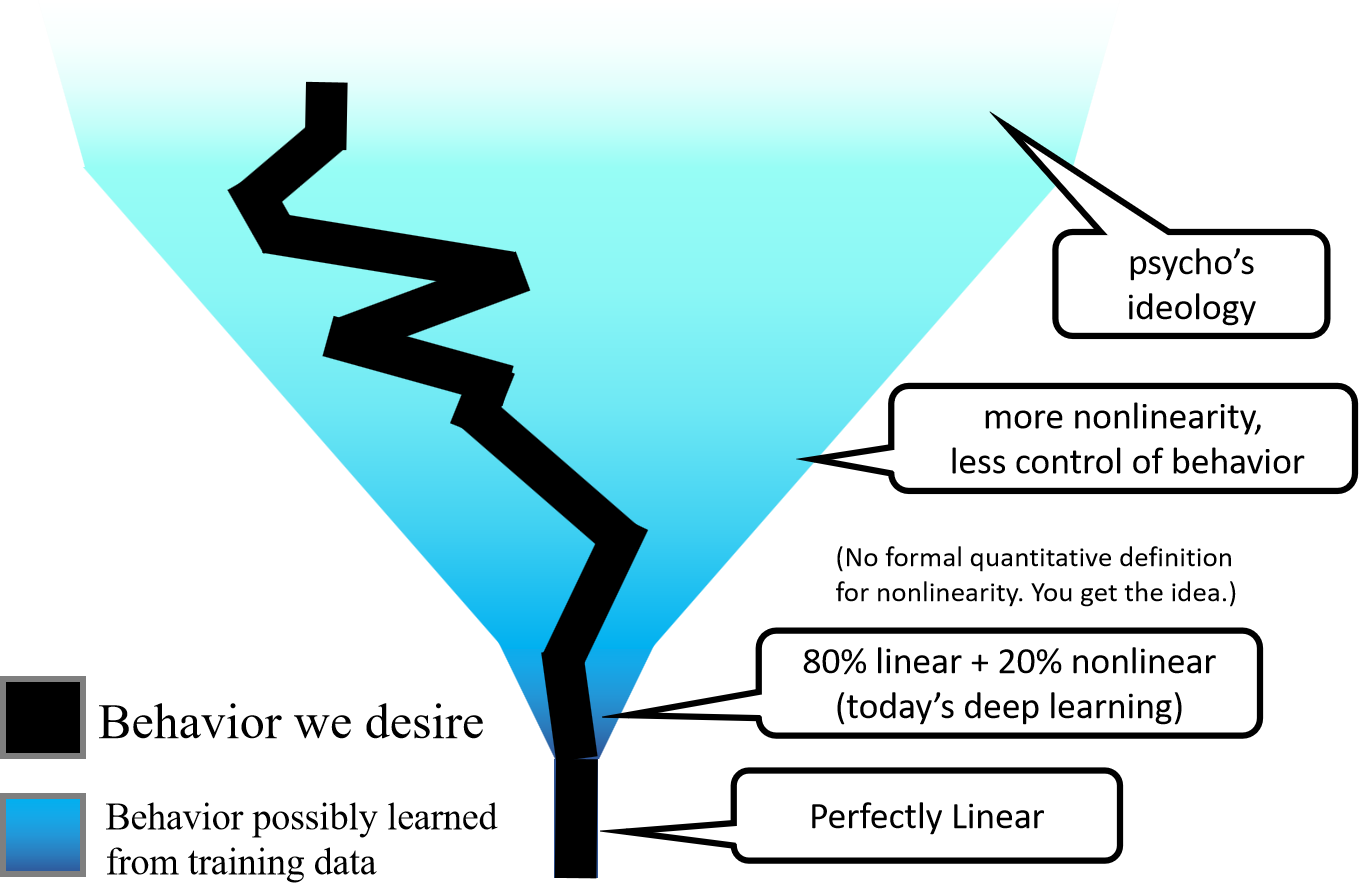 psycho’s
ideology
more nonlinearity,
less control of behavior
(No formal quantitative definition
for nonlinearity. You get the idea.)
80% linear + 20% nonlinear
(today’s deep learning)
Behavior we desire
Perfectly Linear
Behavior possibly learned
from training data